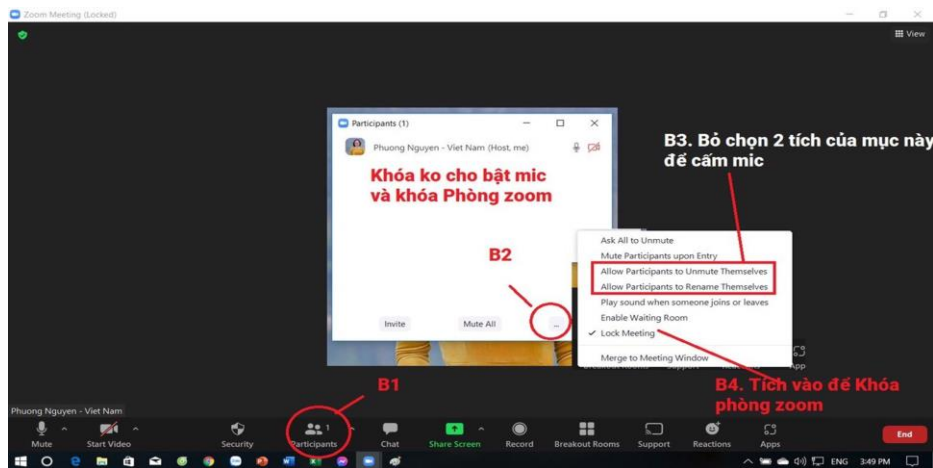 Zoom Meeting (Locked)
View
Participants (1)
Phuong Nguyen - Viet Nam (Host, me)
Khóa ko cho bật mic
và khóa Phòng zoom
B3. Bỏ chọn 2 tích của mục này
để cấm mic
B2
Ask All to Unmute
Mute Participants upon Entry
Allow Participants to Unmute Themselves
Allow Participants to Rename Themselves
Play sound when someone joins or leaves
Enable Waiting Room
✓ Lock Meeting
Merge to Meeting Window
Invite
Mute All
...
B1
B4. Tích vào để Khóa
phòng zoom
Phuong Nguyen - Viet Nam
1
Mute
Start Video
Security
Participants
Chat
Share Screen
Record
Breakout Rooms
Support
Reactions
Apps
End
ENG
3:49 PM